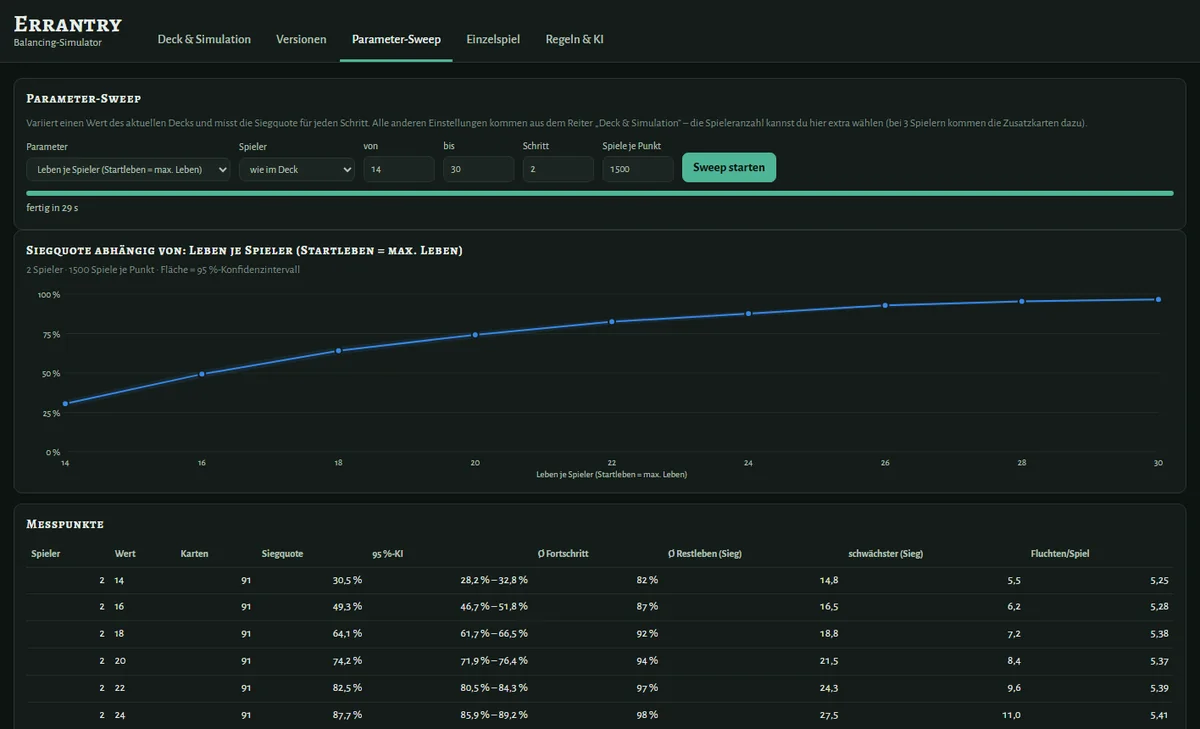 Errantry
Balancing-Simulator
Deck & Simulation Versionen Parameter-Sweep Einzelspiel Regeln & KI
Parameter-Sweep
Variiert einen Wert des aktuellen Decks und misst die Siegquote für jeden Schritt. Alle anderen Einstellungen kommen aus dem Reiter „Deck & Simulation“ – die Spieleranzahl kannst du hier extra wählen (bei 3 Spielern kommen die Zusatzkarten dazu).
Parameter Spieler von bis Schritt Spiele je Punkt
Leben je Spieler (Startleben = max. Leben) wie im Deck 14 30 2 1500 Sweep starten
fertig in 29 s
Siegquote abhängig von: Leben je Spieler (Startleben = max. Leben)
2 Spieler · 1500 Spiele je Punkt · Fläche = 95 %-Konfidenzintervall
100 %
75 %
50 %
25 %
0 %
14 16 18 20 22 24 26 28 30
Leben je Spieler (Startleben = max. Leben)
Messpunkte
Spieler Wert Karten Siegquote 95 %-KI Ø Fortschritt Ø Restleben (Sieg) schwächster (Sieg) Fluchten/Spiel
2 14 91 30,5 % 28,2 % – 32,8 % 82 % 14,8 5,5 5,25
2 16 91 49,3 % 46,7 % – 51,8 % 87 % 16,5 6,2 5,28
2 18 91 64,1 % 61,7 % – 66,5 % 92 % 18,8 7,2 5,38
2 20 91 74,2 % 71,9 % – 76,4 % 94 % 21,5 8,4 5,37
2 22 91 82,5 % 80,5 % – 84,3 % 97 % 24,3 9,6 5,39
2 24 91 87,7 % 85,9 % – 89,2 % 98 % 27,5 11,0 5,41